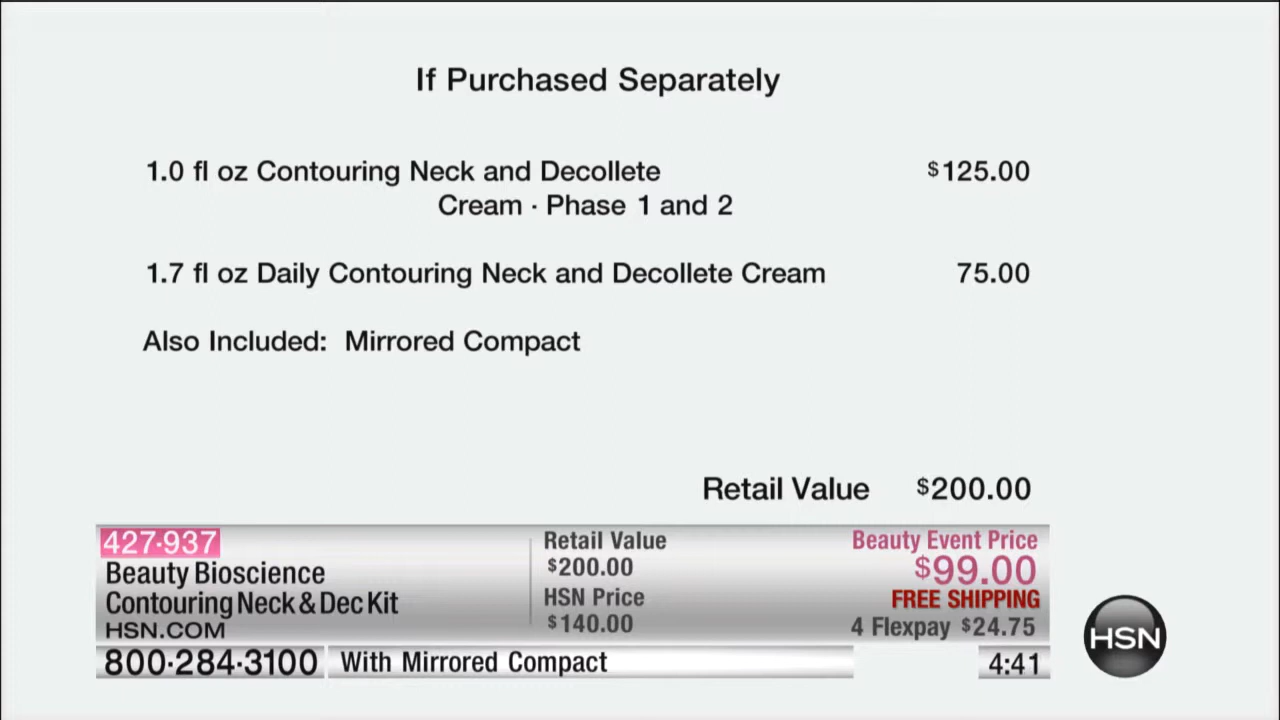 If Purchased Separately
1.0 fl oz Contouring Neck and Decollete $125.00
Cream · Phase 1 and 2
1.7 fl oz Daily Contouring Neck and Decollete Cream 75.00
Also Included: Mirrored Compact
Retail Value $200.00
427·937
Beauty Bioscience
Contouring Neck & Dec Kit
HSN.COM
Retail Value
$200.00
HSN Price
$140.00
Beauty Event Price
$99.00
FREE SHIPPING
4 Flexpay $24.75
800·284·3100 With Mirrored Compact 4:41
HSN